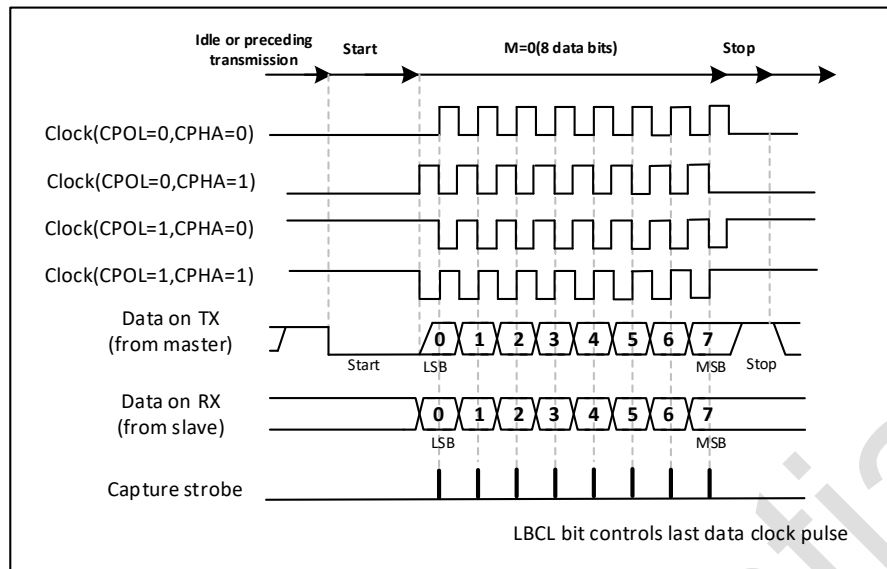 Idle or preceding
transmission
Start
M=0(8 data bits)
Stop
Clock(CPOL=0,CPHA=0)
Clock(CPOL=0,CPHA=1)
Clock(CPOL=1,CPHA=0)
Clock(CPOL=1,CPHA=1)
Data on TX
(from master)
0 1 2 3 4 5 6 7
Start
LSB
MSB
Stop
Data on RX
(from slave)
0 1 2 3 4 5 6 7
LSB
MSB
Capture strobe
LBCL bit controls last data clock pulse